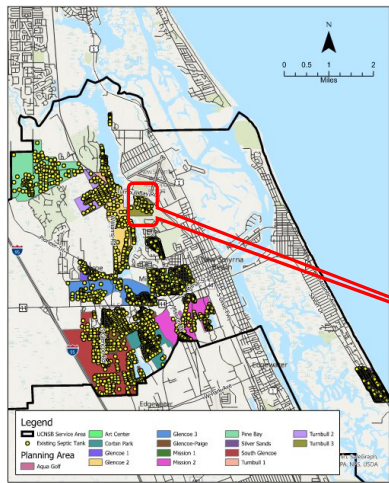 N
0 0.5 1 2
Miles
New Smyrna
Beach
Edgewater
Edgewater
Legend
UCNSB Service Area
Existing Septic Tank
Planning Area
Aqua Golf
Art Center
Corbin Park
Glencoe 1
Glencoe 2
Glencoe 3
Glencoe-Paige
Mission 1
Mission 2
Pine Bay
Silver Sands
South Glencoe
Turnbull 1
Turnbull 2
Turnbull 3